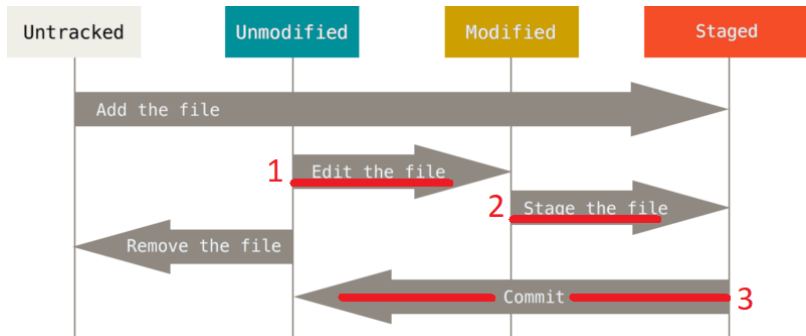 Untracked
Unmodified
Modified
Staged
Add the file
1
Edit the file
2
Stage the file
Remove the file
Commit
3